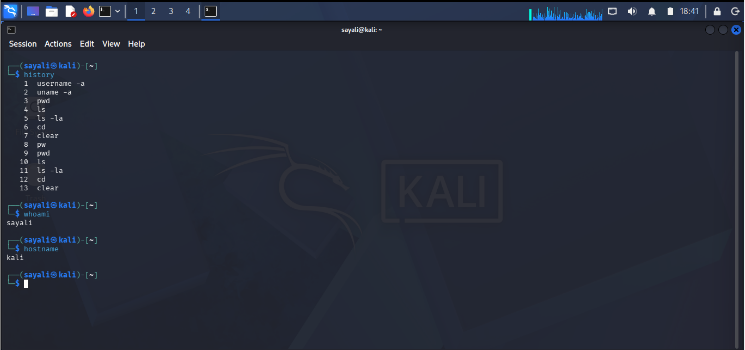 1 2 3 4 18:41
sayali@kali: ~
Session Actions Edit View Help
┌──(sayali㉿kali)-[~]
└─$ history
1 username -a
2 uname -a
3 pwd
4 ls
5 ls -la
6 cd
7 clear
8 pw
9 pwd
10 ls
11 ls -la
12 cd
13 clear
┌──(sayali㉿kali)-[~]
└─$ whoami
sayali
┌──(sayali㉿kali)-[~]
└─$ hostname
kali
┌──(sayali㉿kali)-[~]
└─$
KALI